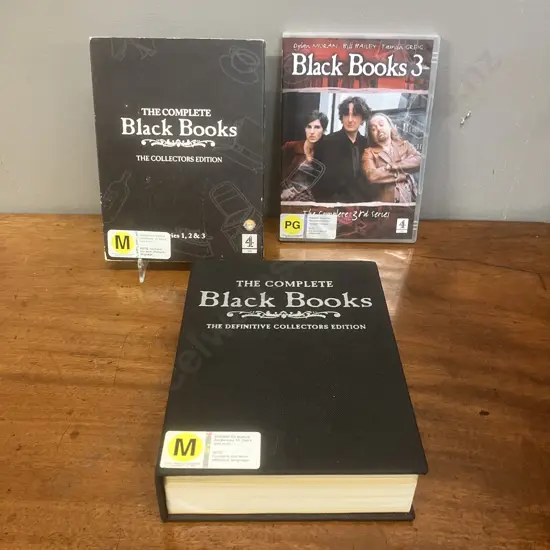 THE COMPLETE
Black Books
THE COLLECTORS EDITION
1, 2 & 3
M
4
Dylan MORAN Bill BAILEY Tamsin GREIG
Black Books 3
The Complete 3rd Series
PG
4
THE COMPLETE
Black Books
THE DEFINITIVE COLLECTORS EDITION
M